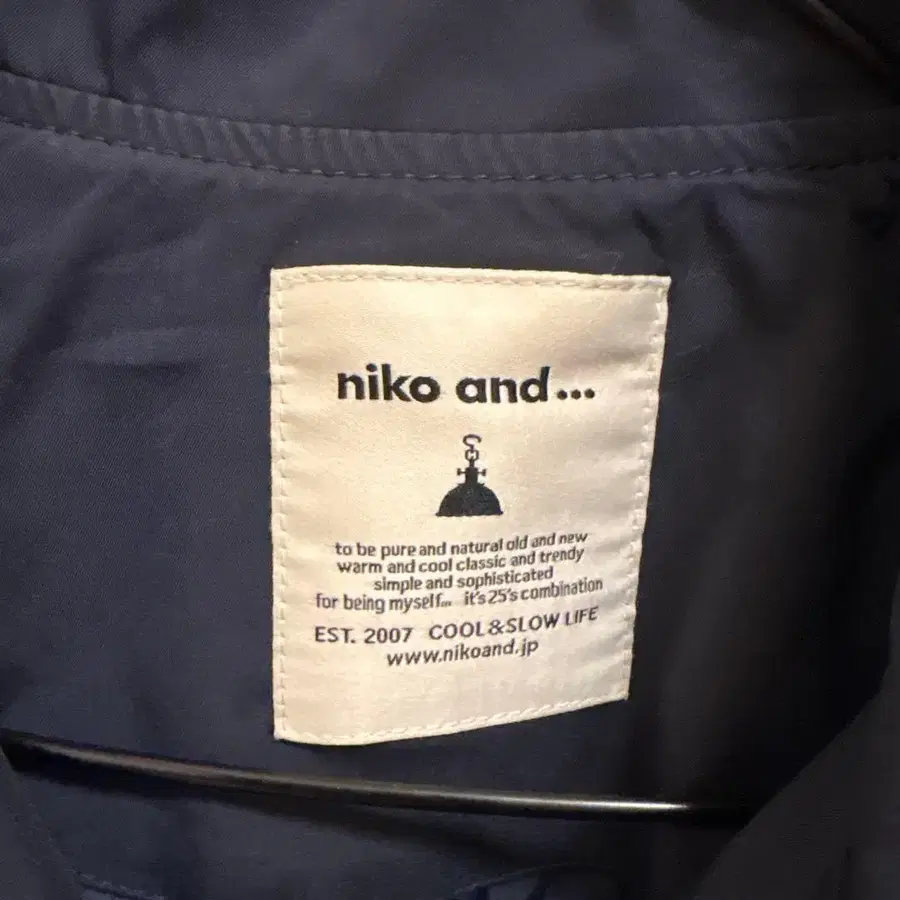 niko and...
to be pure and natural old and new
warm and cool classic and trendy
simple and sophisticated
for being myself... it's 25's combination
EST. 2007 COOL&SLOW LIFE
www.nikoand.jp